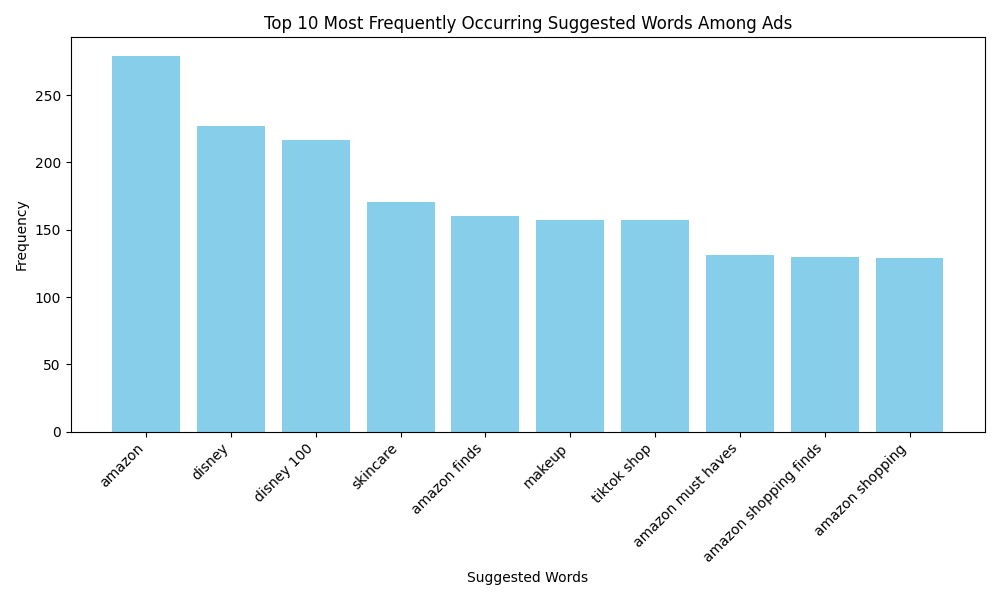 Top 10 Most Frequently Occurring Suggested Words Among Ads
Frequency
250
200
150
100
50
0
amazon
disney
disney 100
skincare
amazon finds
makeup
tiktok shop
amazon must haves
amazon shopping finds
amazon shopping
Suggested Words